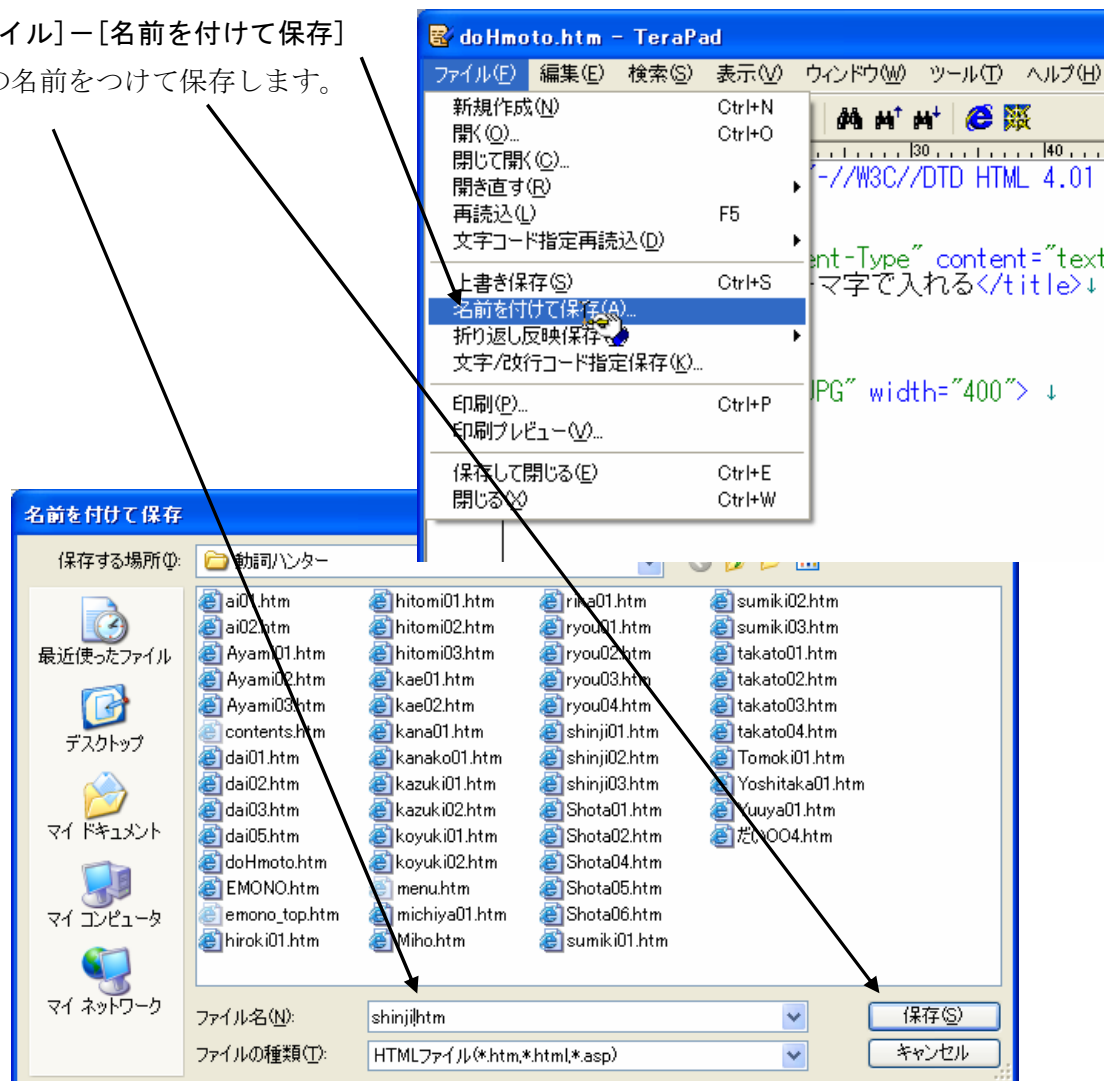 イル]－[名前を付けて保存]
の名前をつけて保存します。
doHmoto.htm - TeraPad
ファイル(F) 編集(E) 検索(S) 表示(V) ウィンドウ(W) ツール(T) ヘルプ(H)
新規作成(N) Ctrl+N
開く(O)... Ctrl+O
閉じて開く(C)...
開き直す(R)
再読込(L) F5
文字コード指定再読込(D)
上書き保存(S) Ctrl+S
名前を付けて保存(A)...
折り返し反映保存
文字/改行コード指定保存(K)...
印刷(P)... Ctrl+P
印刷プレビュー(V)...
保存して閉じる(E) Ctrl+E
閉じる(X) Ctrl+W
30 40
"-//W3C//DTD HTML 4.01
ent-Type" content="text
マ字で入れる</title>↓
JPG" width="400"> ↓
名前を付けて保存
保存する場所(I): 動詞ハンター
最近使ったファイル
デスクトップ
マイ ドキュメント
マイ コンピュータ
マイ ネットワーク
ai01.htm
ai02.htm
Ayami01.htm
Ayami02.htm
Ayami03.htm
contents.htm
dai01.htm
dai02.htm
dai03.htm
dai05.htm
doHmoto.htm
EMONO.htm
emono_top.htm
hiroki01.htm
hitomi01.htm
hitomi02.htm
hitomi03.htm
kae01.htm
kae02.htm
kana01.htm
kanako01.htm
kazuki01.htm
kazuki02.htm
koyuki01.htm
koyuki02.htm
menu.htm
michiya01.htm
Miho.htm
rika01.htm
ryou01.htm
ryou02.htm
ryou03.htm
ryou04.htm
shinji01.htm
shinji02.htm
shinji03.htm
Shota01.htm
Shota02.htm
Shota04.htm
Shota05.htm
Shota06.htm
sumiki01.htm
sumiki02.htm
sumiki03.htm
takato01.htm
takato02.htm
takato03.htm
takato04.htm
Tomoki01.htm
Yoshitaka01.htm
Yuuya01.htm
だいOO4.htm
ファイル名(N): shinji.htm 保存(S)
ファイルの種類(T): HTMLファイル(*.htm,*.html,*.asp) キャンセル